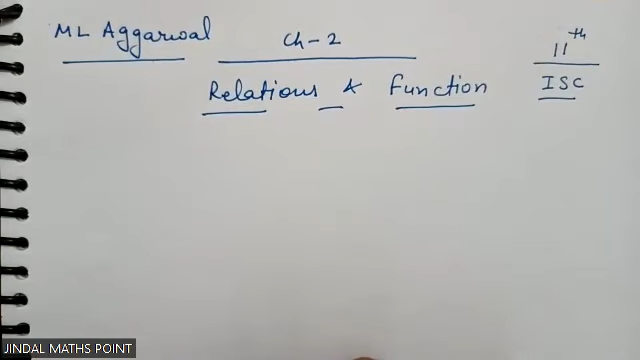 ML Aggarwal Ch-2 11th
Relations & Function ISC
JINDAL MATHS POINT